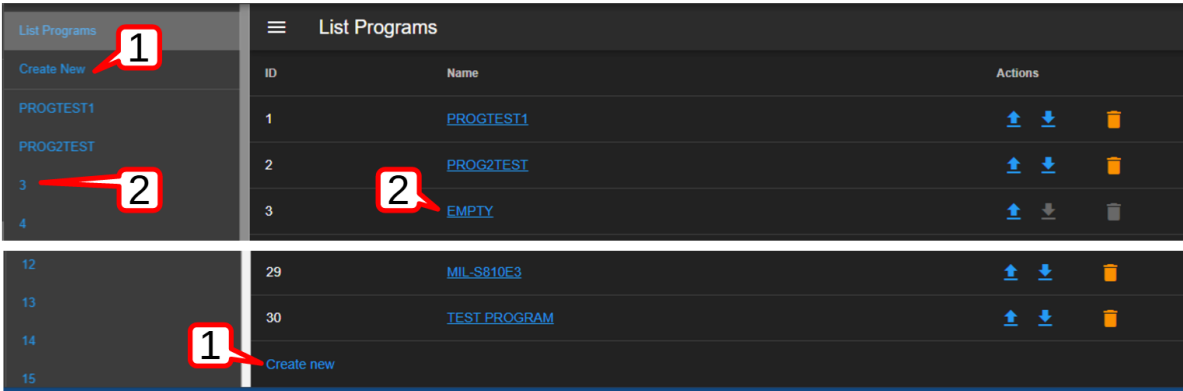 List Programs
Create New
PROGTEST1
PROG2TEST
3
4
1
2
List Programs
ID Name Actions
1 PROGTEST1
2 PROG2TEST
3 EMPTY
2
12
13
14
15
29 MIL-S810E3
30 TEST PROGRAM
Create new
1